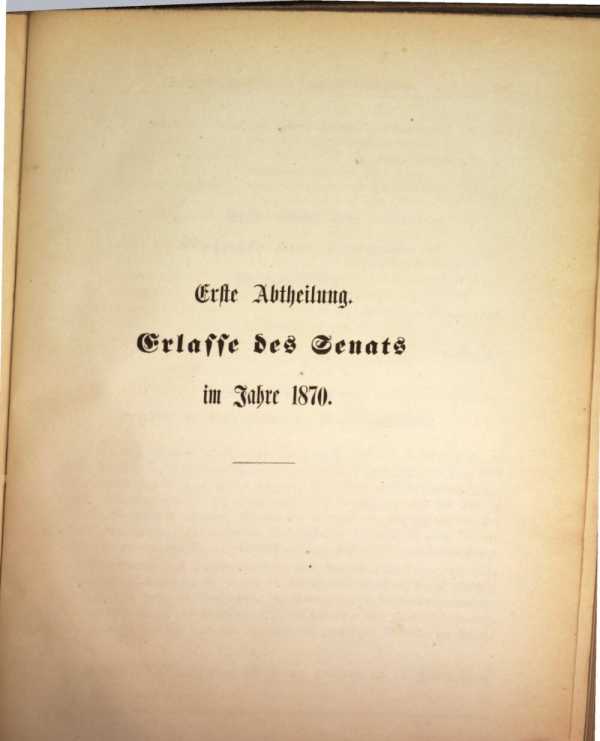 Erste Abtheilung.
Erlasse des Senats
im Jahre 1870.